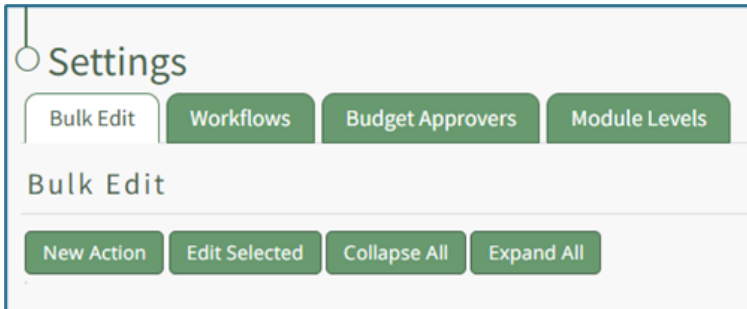 Settings
Bulk Edit Workflows Budget Approvers Module Levels
Bulk Edit
New Action Edit Selected Collapse All Expand All